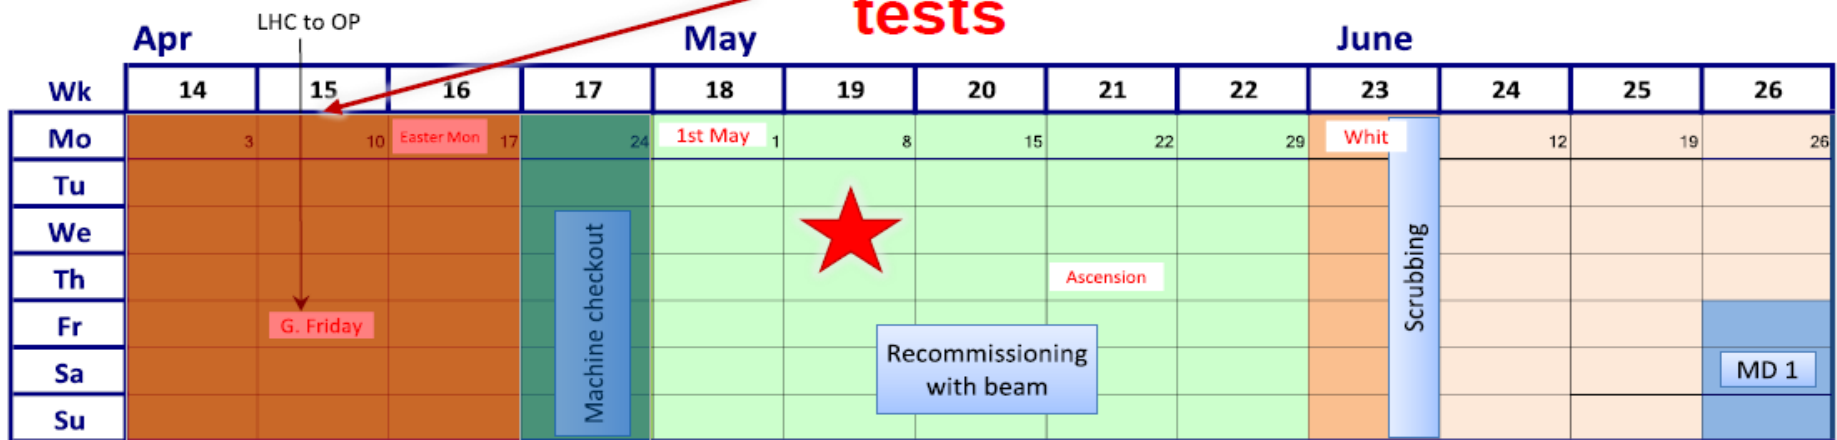 tests
LHC to OP
Apr May June
Wk 14 15 16 17 18 19 20 21 22 23 24 25 26
Mo 3 10 Easter Mon 17 24 1st May 1 8 15 22 29 Whit 12 19 26
Tu
We
Th Ascension
Fr G. Friday
Sa MD 1
Su
Machine checkout
Recommissioning
with beam
Scrubbing